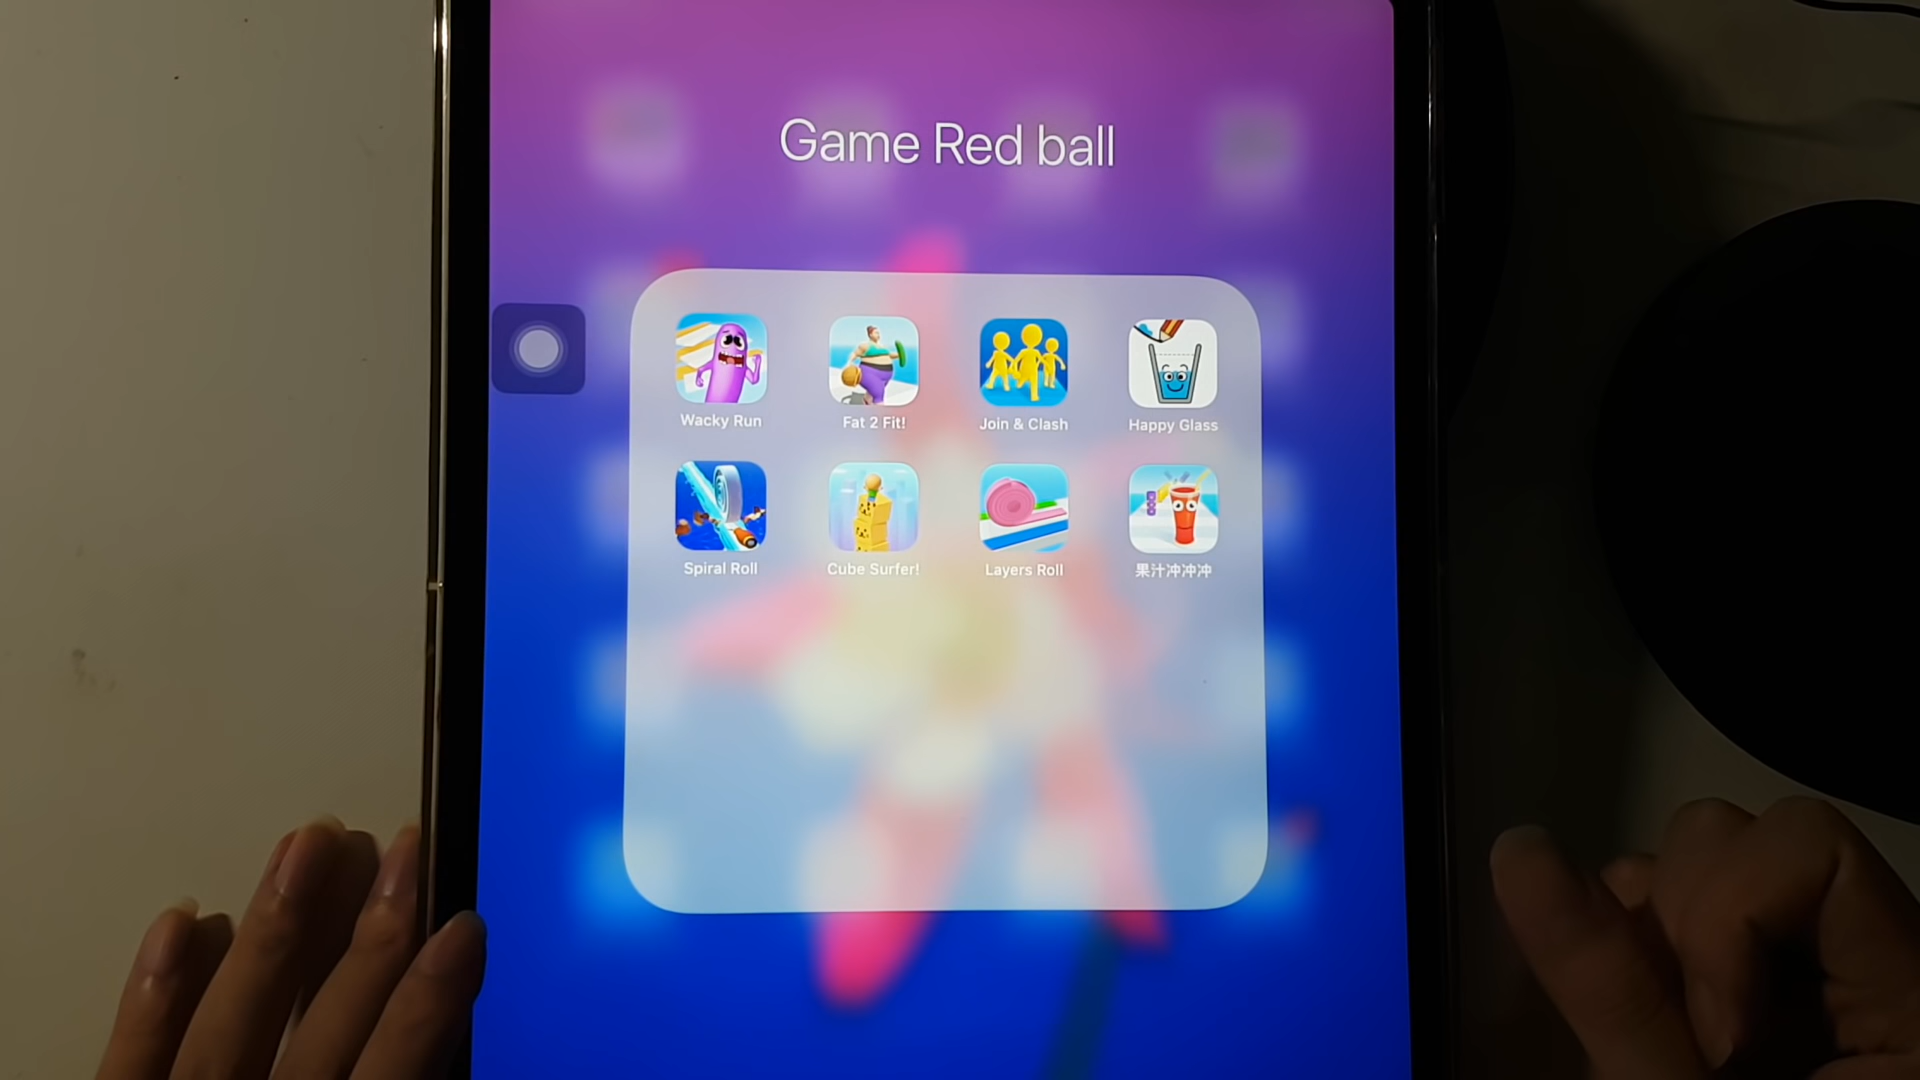 Game Red ball
Wacky Run
Fat 2 Fit!
Join & Clash
Happy Glass
Spiral Roll
Cube Surfer!
Layers Roll
果汁冲冲冲